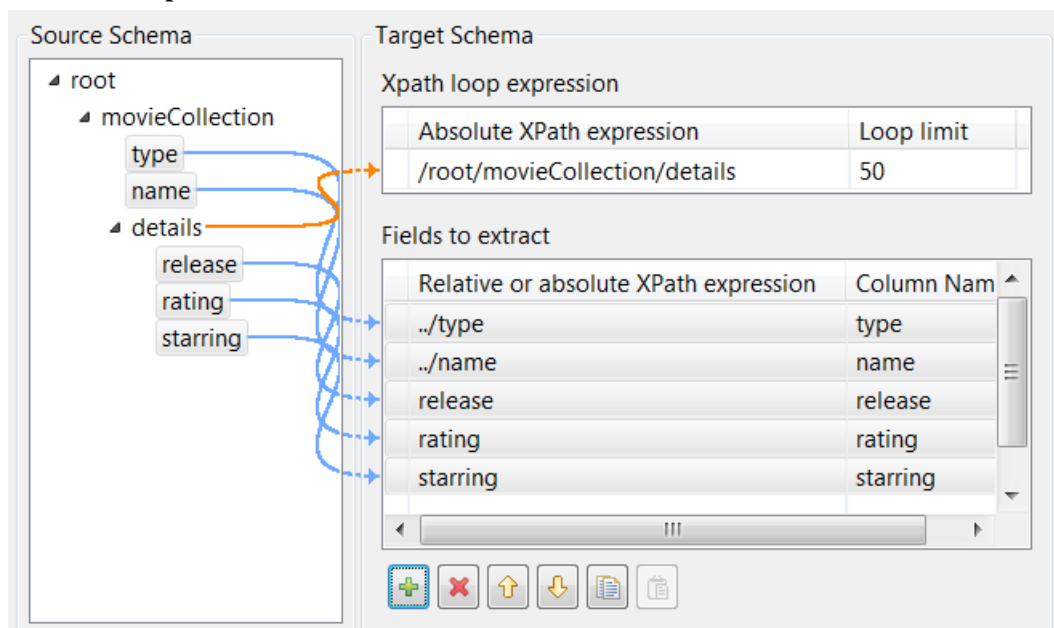 Source Schema
root
movieCollection
type
name
details
release
rating
starring
Target Schema
Xpath loop expression
Absolute XPath expression Loop limit
/root/movieCollection/details 50
Fields to extract
Relative or absolute XPath expression Column Nam
../type type
../name name
release release
rating rating
starring starring